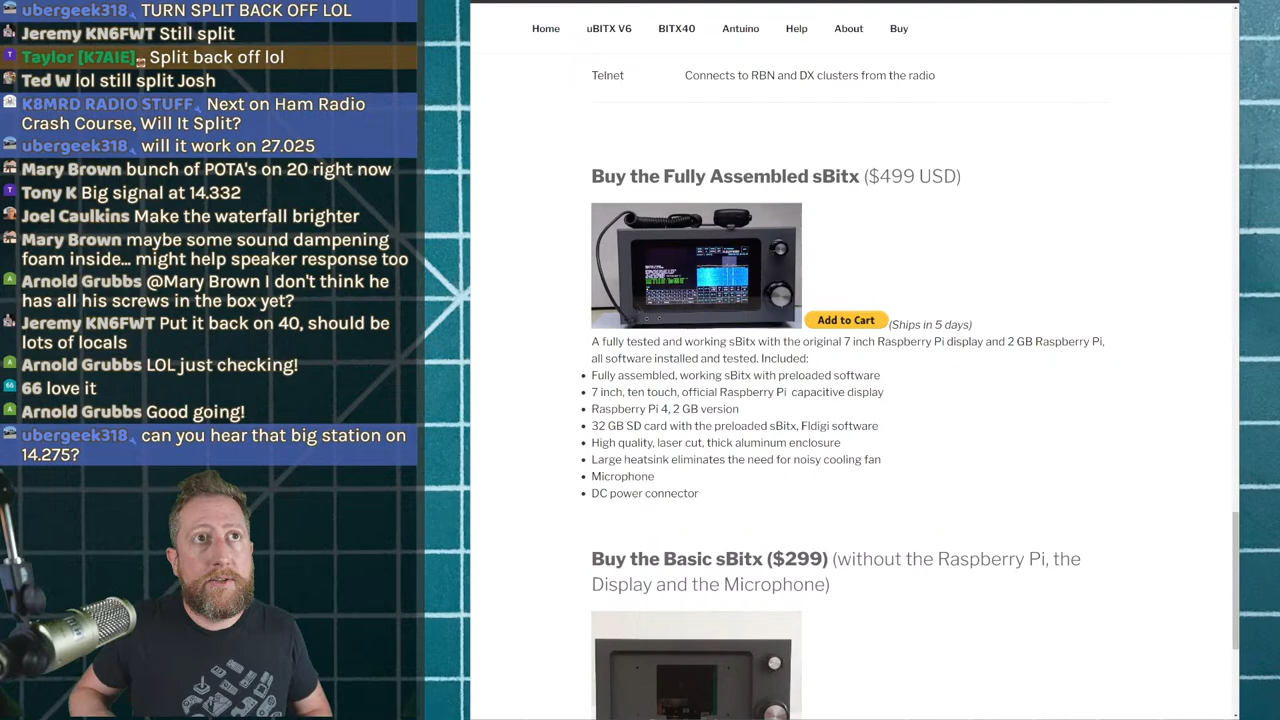 ubergeek318 TURN SPLIT BACK OFF LOL
Jeremy KN6FWT Still split
Taylor [K7AIE] Split back off lol
Ted W lol still split Josh
K8MRD RADIO STUFF Next on Ham Radio
Crash Course, Will It Split?
ubergeek318 will it work on 27.025
Mary Brown bunch of POTA's on 20 right now
Tony K Big signal at 14.332
Joel Caulkins Make the waterfall brighter
Mary Brown maybe some sound dampening
foam inside... might help speaker response too
Arnold Grubbs @Mary Brown I don't think he
has all his screws in the box yet?
Jeremy KN6FWT Put it back on 40, should be
lots of locals
Arnold Grubbs LOL just checking!
66 love it
Arnold Grubbs Good going!
ubergeek318 can you hear that big station on
14.275?
Home uBITX V6 BITX40 Antuino Help About Buy
Telnet Connects to RBN and DX clusters from the radio
Buy the Fully Assembled sBitx ($499 USD)
Add to Cart (Ships in 5 days)
A fully tested and working sBitx with the original 7 inch Raspberry Pi display and 2 GB Raspberry Pi,
all software installed and tested. Included:
Fully assembled, working sBitx with preloaded software
7 inch, ten touch, official Raspberry Pi capacitive display
Raspberry Pi 4, 2 GB version
32 GB SD card with the preloaded sBitx, Fldigi software
High quality, laser cut, thick aluminum enclosure
Large heatsink eliminates the need for noisy cooling fan
Microphone
DC power connector
Buy the Basic sBitx ($299) (without the Raspberry Pi, the
Display and the Microphone)